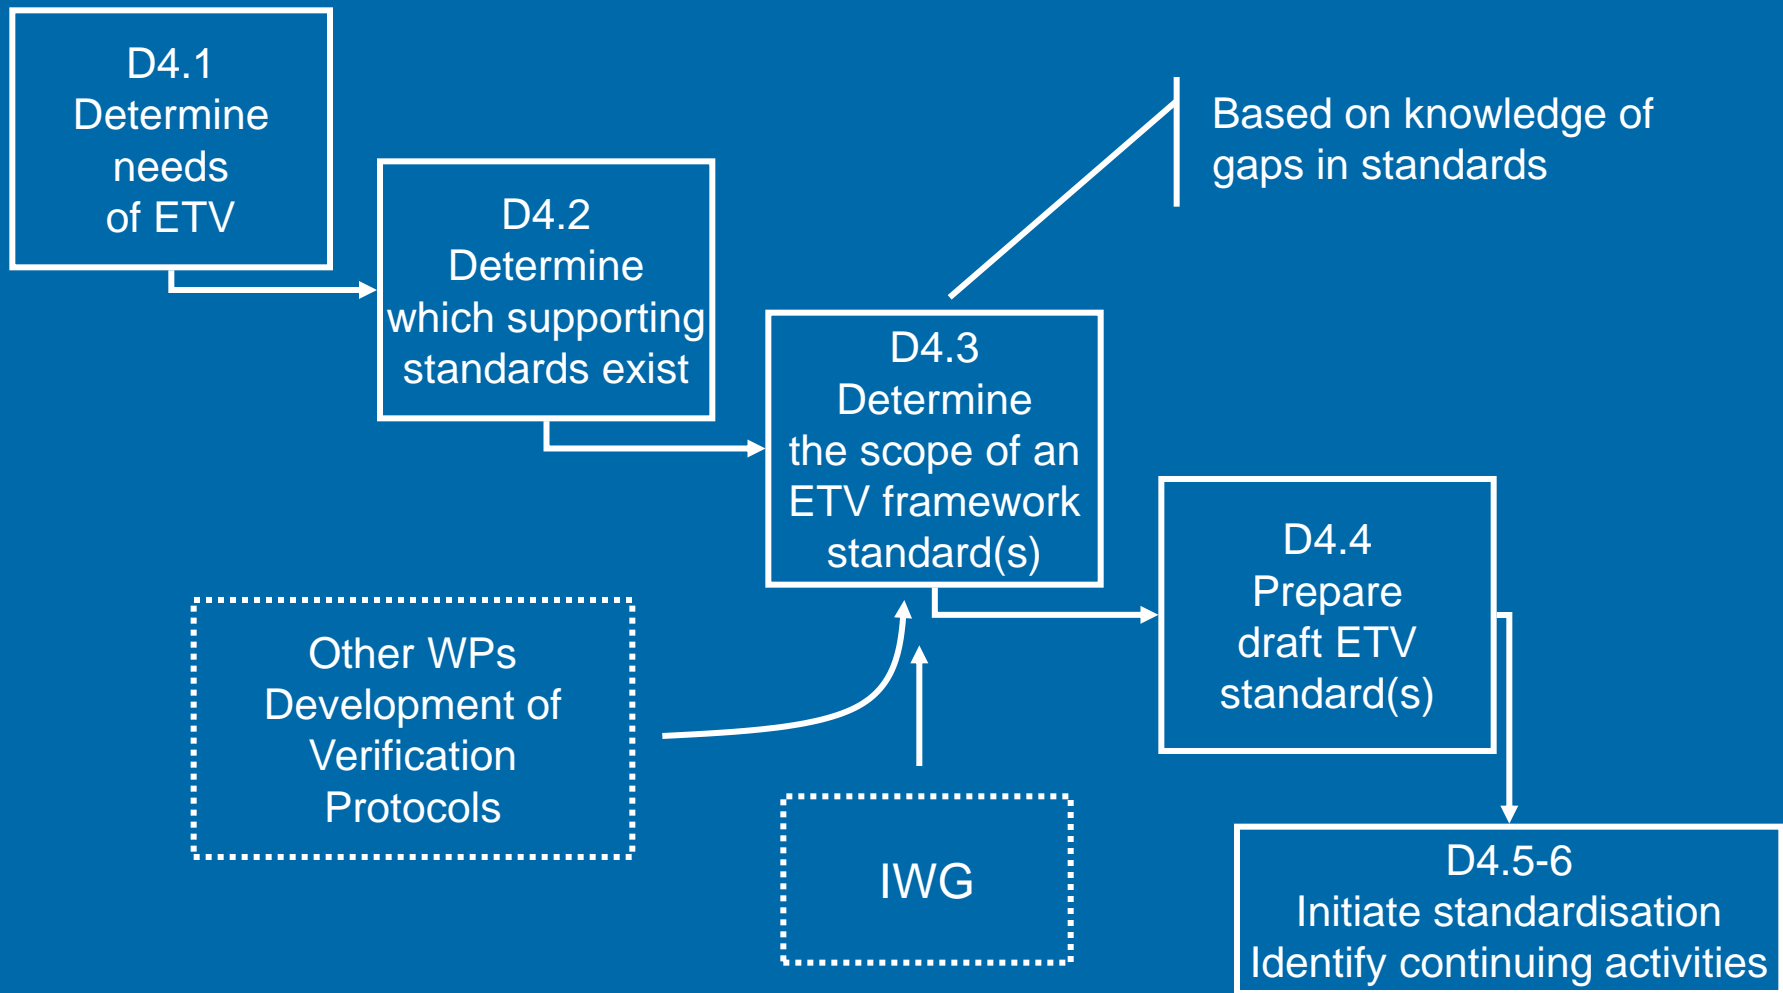 D4.1
Determine
needs
of ETV
D4.2
Determine
which supporting
standards exist
Based on knowledge of
gaps in standards
D4.3
Determine
the scope of an
ETV framework
standard(s)
D4.4
Prepare
draft ETV
standard(s)
Other WPs
Development of
Verification
Protocols
IWG
D4.5-6
Initiate standardisation
Identify continuing activities